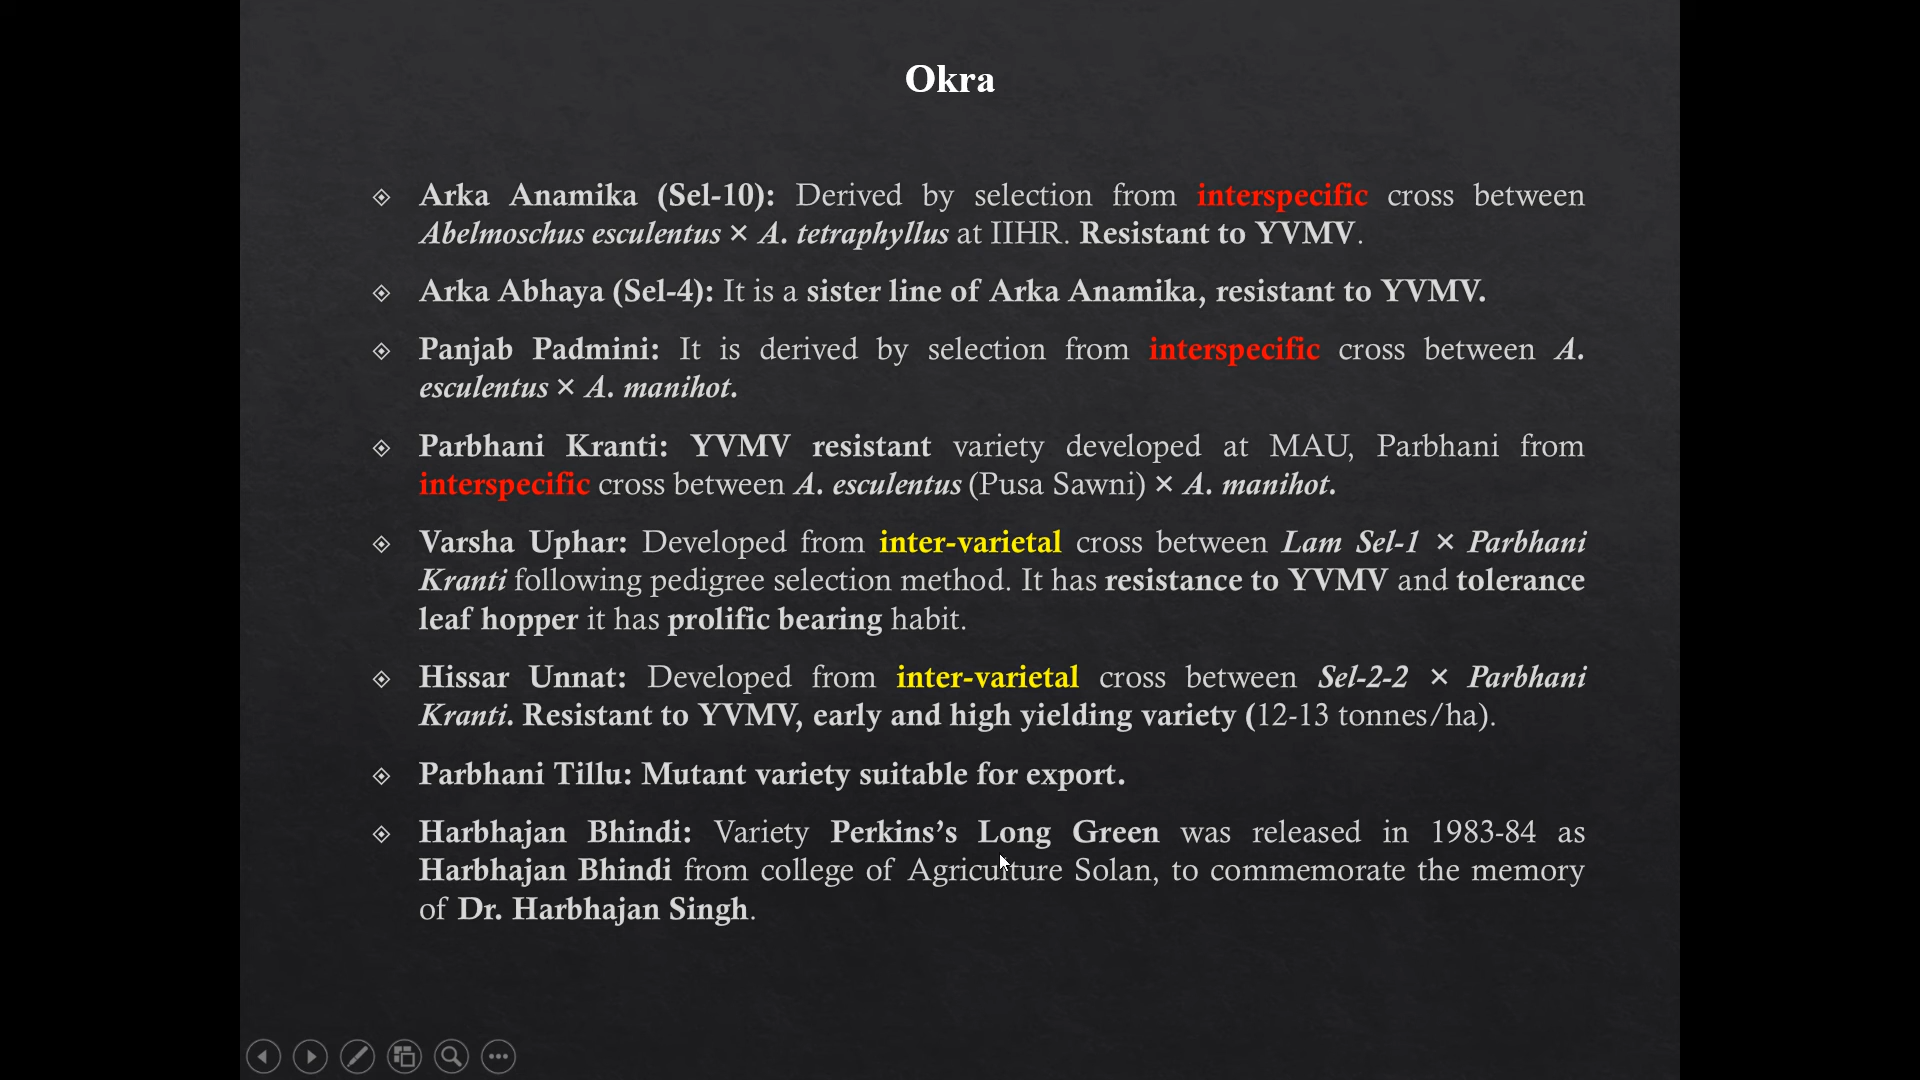 Okra
Arka Anamika (Sel-10): Derived by selection from interspecific cross between
Abelmoschus esculentus × A. tetraphyllus at IIHR. Resistant to YVMV.
Arka Abhaya (Sel-4): It is a sister line of Arka Anamika, resistant to YVMV.
Panjab Padmini: It is derived by selection from interspecific cross between A.
esculentus × A. manihot.
Parbhani Kranti: YVMV resistant variety developed at MAU, Parbhani from
interspecific cross between A. esculentus (Pusa Sawni) × A. manihot.
Varsha Uphar: Developed from inter-varietal cross between Lam Sel-1 × Parbhani
Kranti following pedigree selection method. It has resistance to YVMV and tolerance
leaf hopper it has prolific bearing habit.
Hissar Unnat: Developed from inter-varietal cross between Sel-2-2 × Parbhani
Kranti. Resistant to YVMV, early and high yielding variety (12-13 tonnes/ha).
Parbhani Tillu: Mutant variety suitable for export.
Harbhajan Bhindi: Variety Perkins’s Long Green was released in 1983-84 as
Harbhajan Bhindi from college of Agriculture Solan, to commemorate the memory
of Dr. Harbhajan Singh.